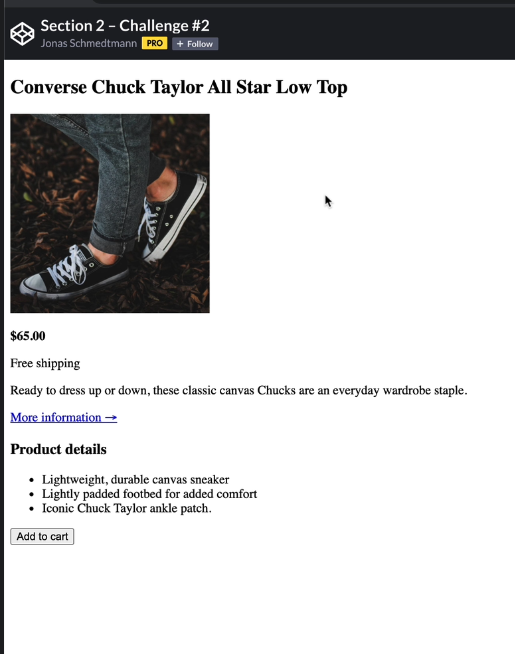 Section 2 – Challenge #2
Jonas Schmedtmann PRO + Follow
Converse Chuck Taylor All Star Low Top
$65.00
Free shipping
Ready to dress up or down, these classic canvas Chucks are an everyday wardrobe staple.
More information →
Product details
• Lightweight, durable canvas sneaker
• Lightly padded footbed for added comfort
• Iconic Chuck Taylor ankle patch.
Add to cart